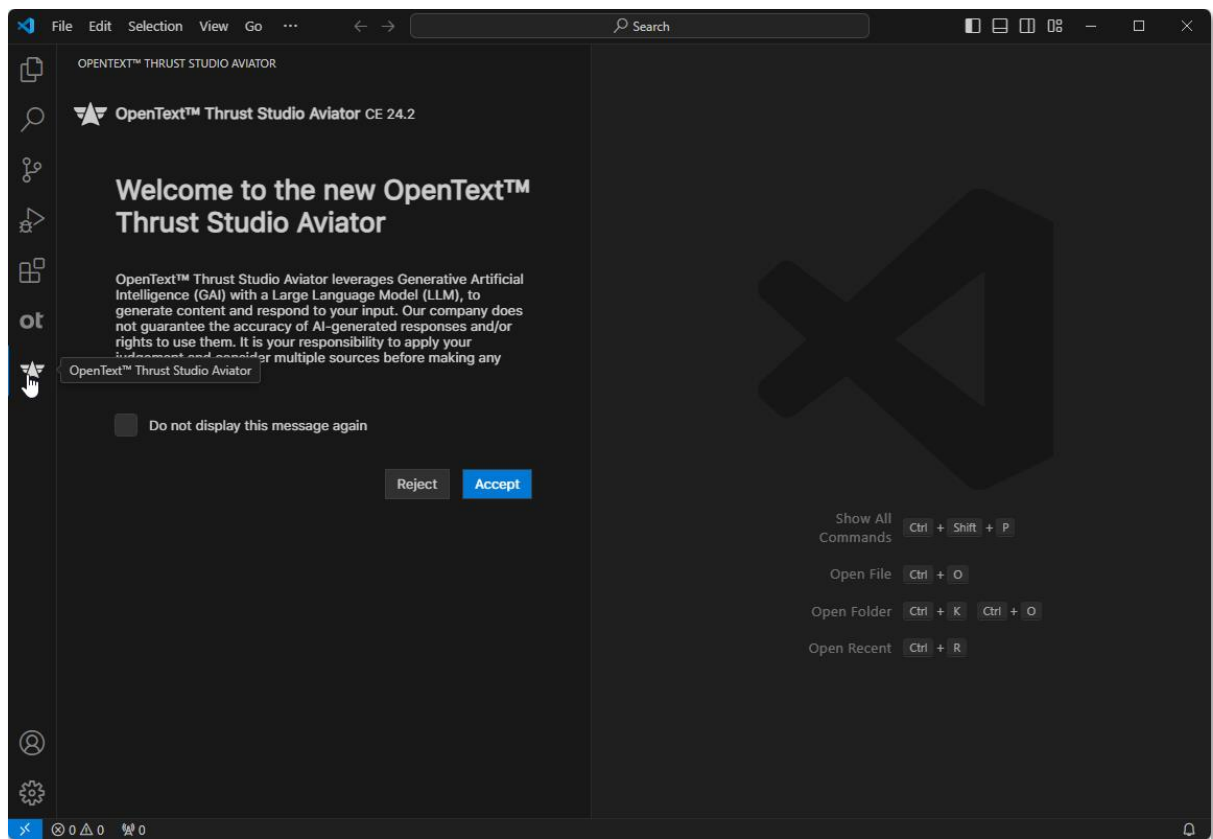 File Edit Selection View Go ··· Search
OPENTEXT™ THRUST STUDIO AVIATOR
OpenText™ Thrust Studio Aviator CE 24.2
Welcome to the new OpenText™
Thrust Studio Aviator
OpenText™ Thrust Studio Aviator leverages Generative Artificial
Intelligence (GAI) with a Large Language Model (LLM), to
generate content and respond to your input. Our company does
not guarantee the accuracy of AI-generated responses and/or
rights to use them. It is your responsibility to apply your
judgement and consider multiple sources before making any
ot
OpenText™ Thrust Studio Aviator
Do not display this message again
Reject Accept
Show All
Commands Ctrl + Shift + P
Open File Ctrl + O
Open Folder Ctrl + K Ctrl + O
Open Recent Ctrl + R
0 0 0